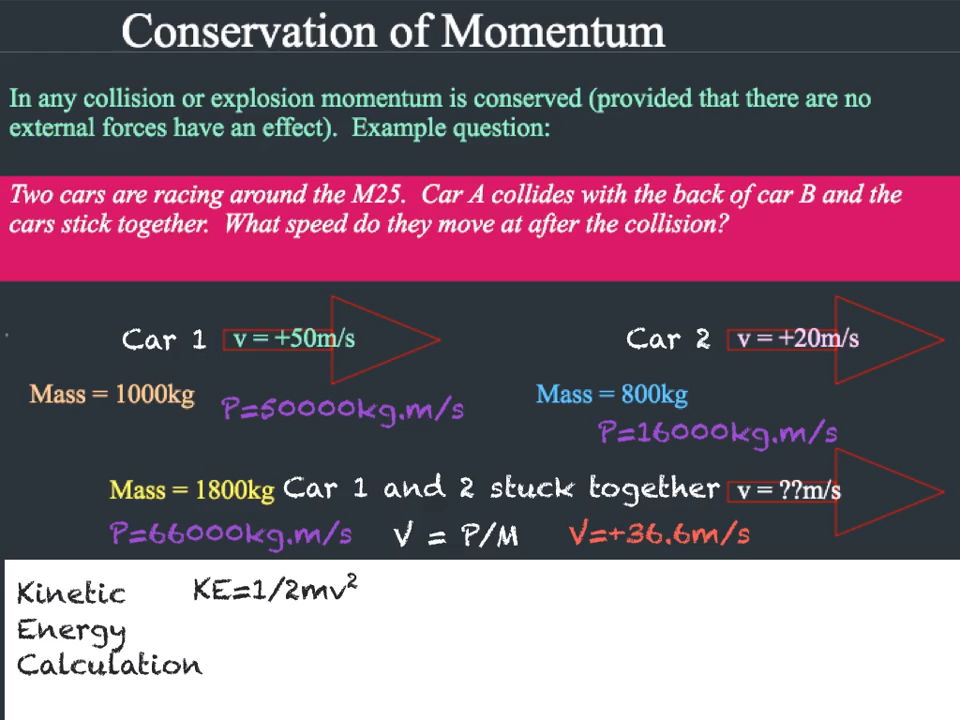 Conservation of Momentum
In any collision or explosion momentum is conserved (provided that there are no
external forces have an effect). Example question:
Two cars are racing around the M25. Car A collides with the back of car B and the
cars stick together. What speed do they move at after the collision?
Car 1 v = +50m/s
Car 2 v = +20m/s
Mass = 1000kg P=50000kg.m/s
Mass = 800kg
P=16000kg.m/s
Mass = 1800kg Car 1 and 2 stuck together v = ??m/s
P=66000kg.m/s V = P/M V=+36.6m/s
Kinetic KE=1/2mv²
Energy
Calculation